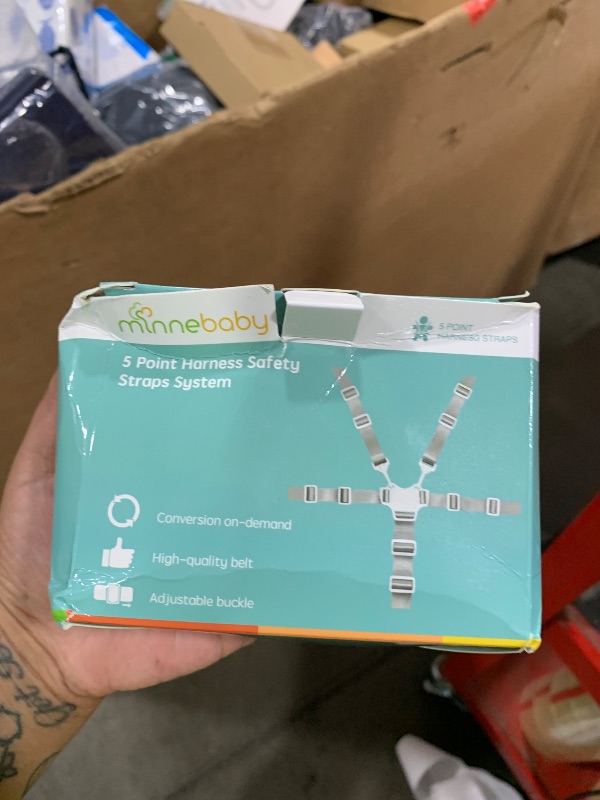 minnebaby
5 POINT
HARNESS STRAPS
5 Point Harness Safety
Straps System
Conversion on-demand
High-quality belt
Adjustable buckle